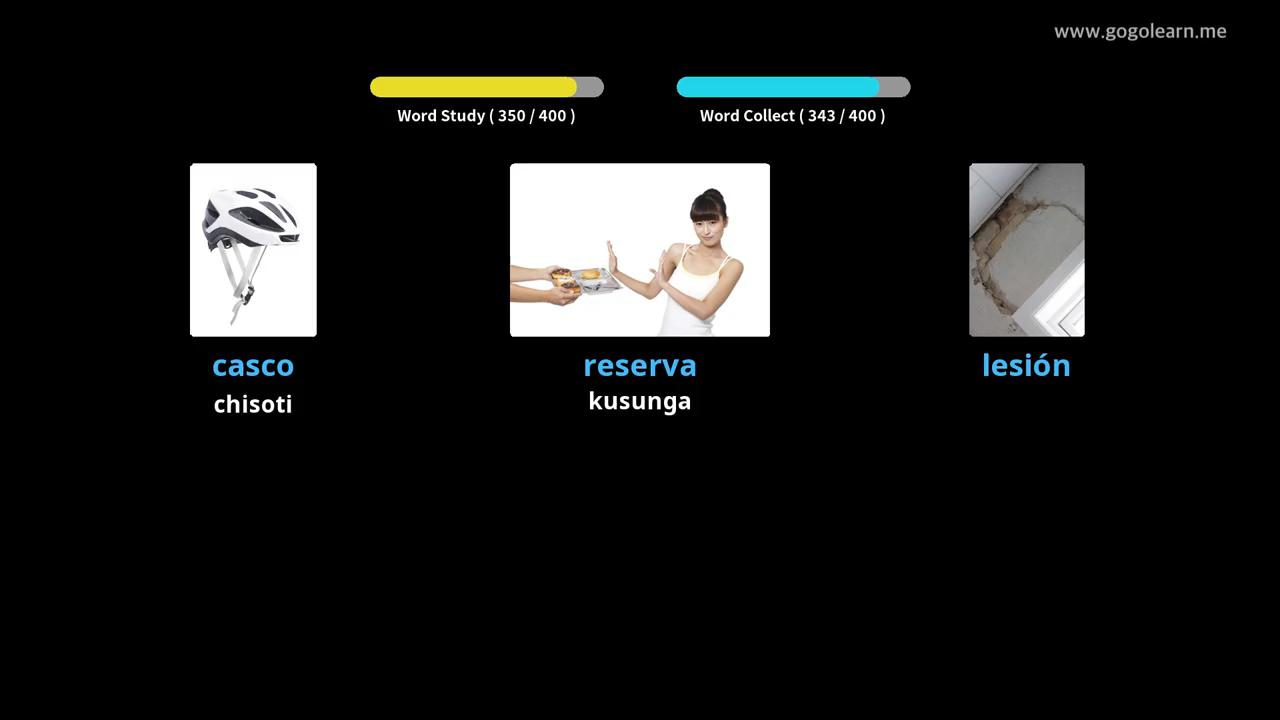 www.gogolearn.me
Word Study ( 350 / 400 )
Word Collect ( 343 / 400 )
casco
chisoti
reserva
kusunga
lesión